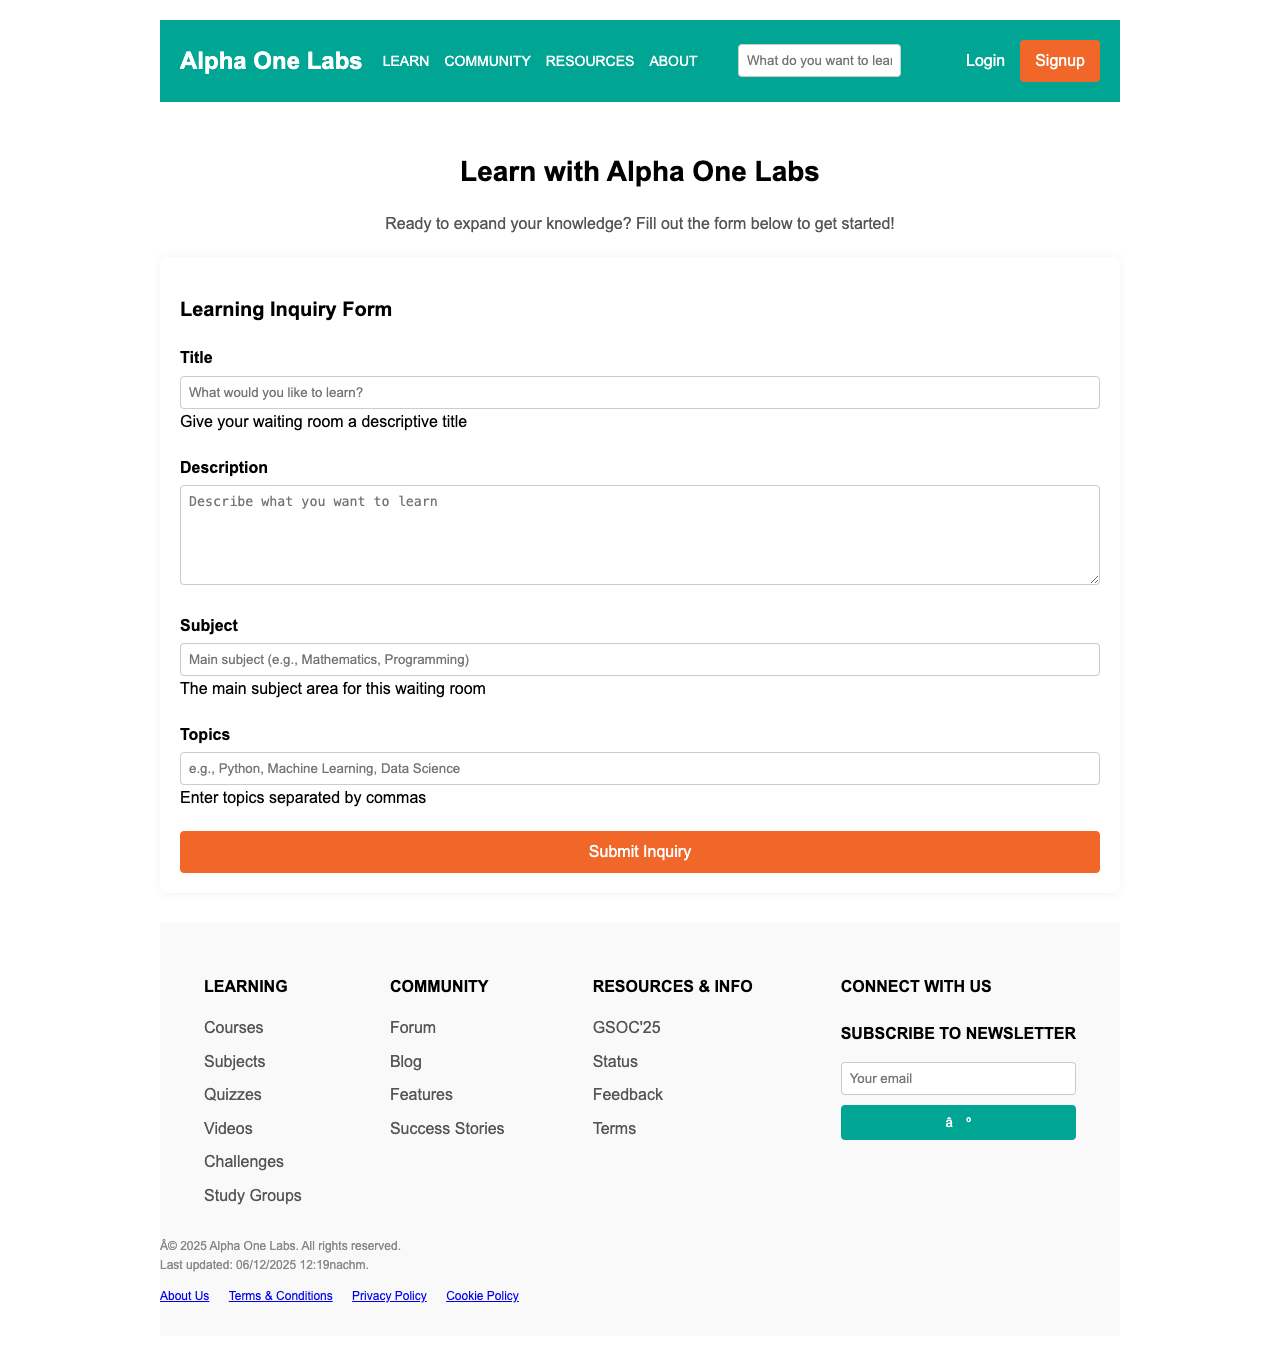 Alpha One Labs LEARN COMMUNITY RESOURCES ABOUT What do you want to lear Login Signup
Learn with Alpha One Labs
Ready to expand your knowledge? Fill out the form below to get started!
Learning Inquiry Form
Title
What would you like to learn?
Give your waiting room a descriptive title
Description
Describe what you want to learn
Subject
Main subject (e.g., Mathematics, Programming)
The main subject area for this waiting room
Topics
e.g., Python, Machine Learning, Data Science
Enter topics separated by commas
Submit Inquiry
LEARNING
Courses
Subjects
Quizzes
Videos
Challenges
Study Groups
COMMUNITY
Forum
Blog
Features
Success Stories
RESOURCES & INFO
GSOC'25
Status
Feedback
Terms
CONNECT WITH US
SUBSCRIBE TO NEWSLETTER
Your email
â º
Â© 2025 Alpha One Labs. All rights reserved.
Last updated: 06/12/2025 12:19nachm.
About Us Terms & Conditions Privacy Policy Cookie Policy